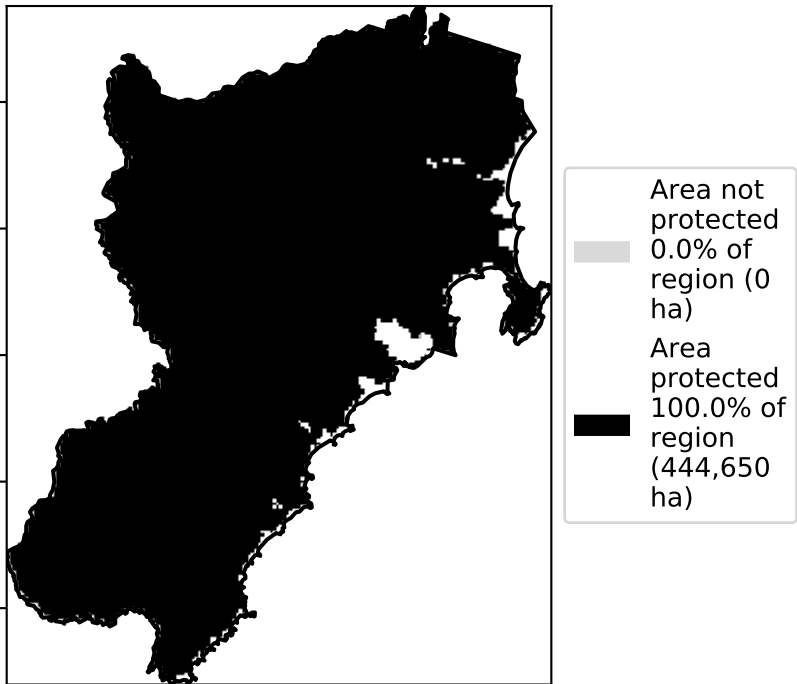 Area not
protected
0.0% of
region (0
ha)
Area
protected
100.0% of
region
(444,650
ha)